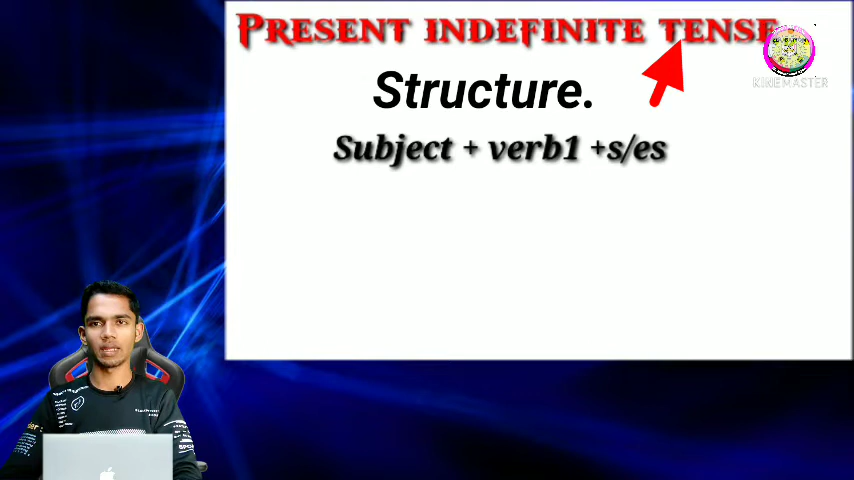 Present indefinite tense
KINEMASTER
Structure.
Subject + verb1 +s/es